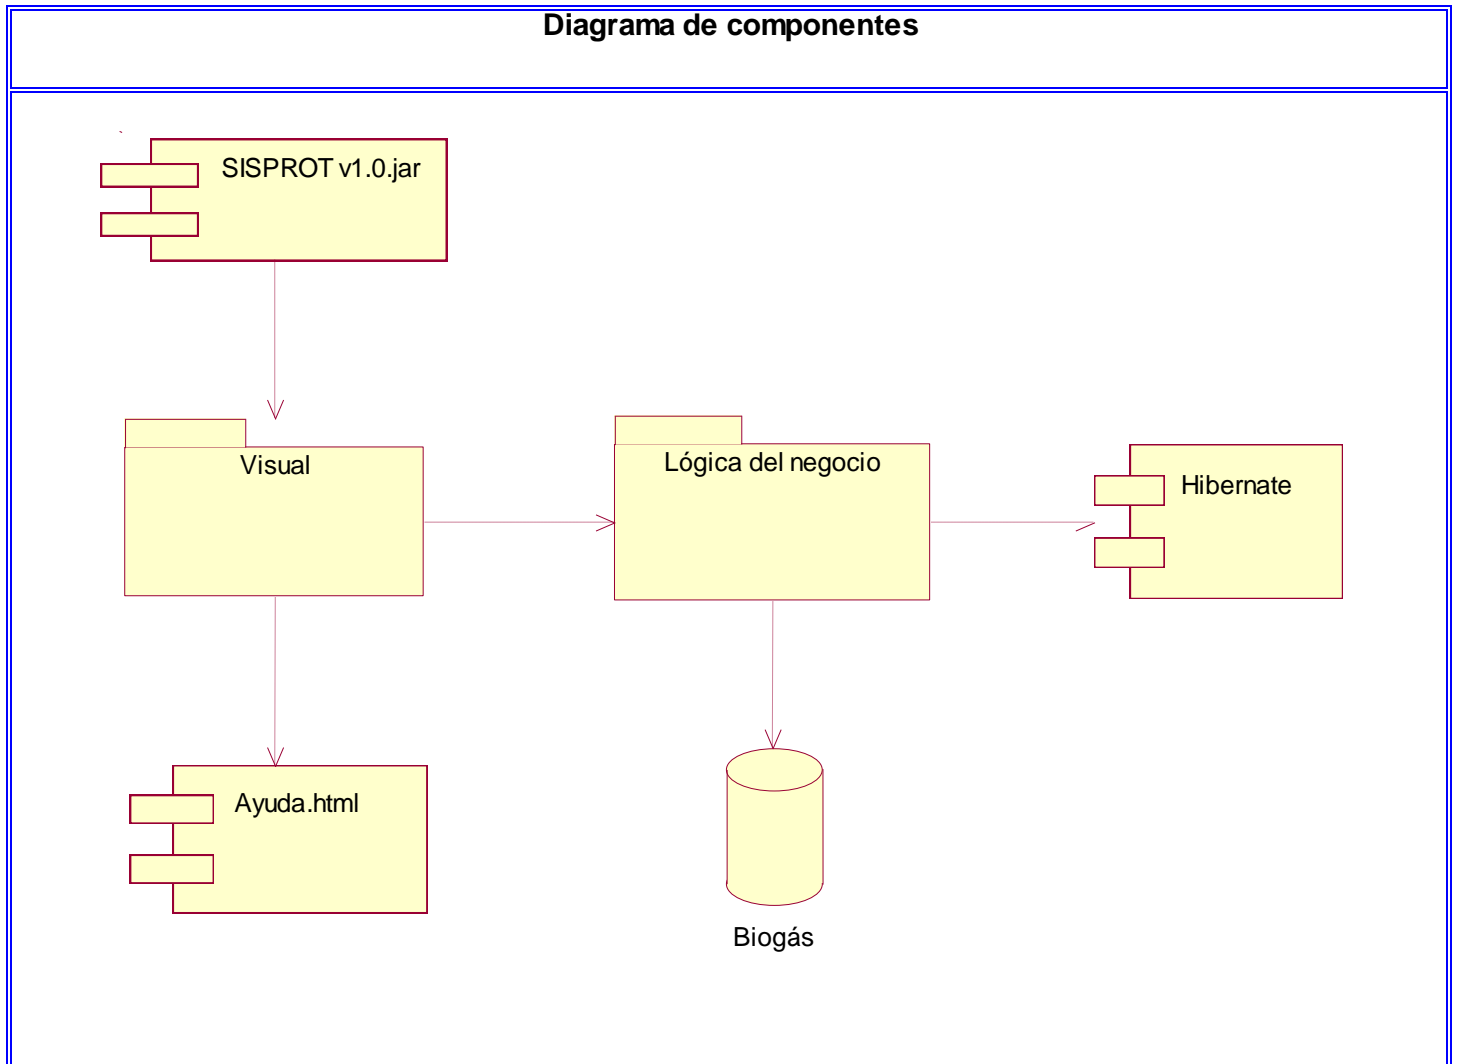 Diagrama de componentes
SISPROT v1.0.jar
Visual
Lógica del negocio
Hibernate
Ayuda.html
Biogás